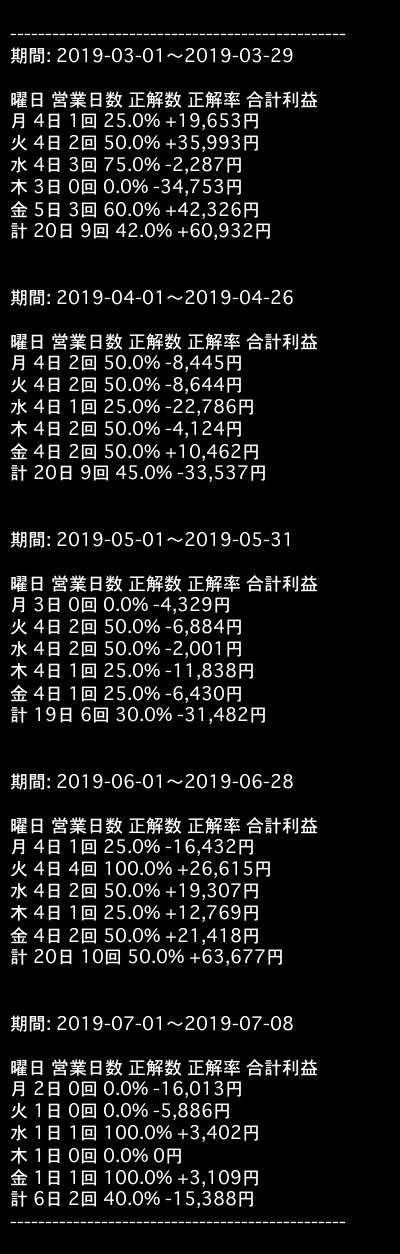 ------------------------------------------------
期間: 2019-03-01〜2019-03-29
曜日 営業日数 正解数 正解率 合計利益
月 4日 1回 25.0% +19,653円
火 4日 2回 50.0% +35,993円
水 4日 3回 75.0% -2,287円
木 3日 0回 0.0% -34,753円
金 5日 3回 60.0% +42,326円
計 20日 9回 42.0% +60,932円
期間: 2019-04-01〜2019-04-26
曜日 営業日数 正解数 正解率 合計利益
月 4日 2回 50.0% -8,445円
火 4日 2回 50.0% -8,644円
水 4日 1回 25.0% -22,786円
木 4日 2回 50.0% -4,124円
金 4日 2回 50.0% +10,462円
計 20日 9回 45.0% -33,537円
期間: 2019-05-01〜2019-05-31
曜日 営業日数 正解数 正解率 合計利益
月 3日 0回 0.0% -4,329円
火 4日 2回 50.0% -6,884円
水 4日 2回 50.0% -2,001円
木 4日 1回 25.0% -11,838円
金 4日 1回 25.0% -6,430円
計 19日 6回 30.0% -31,482円
期間: 2019-06-01〜2019-06-28
曜日 営業日数 正解数 正解率 合計利益
月 4日 1回 25.0% -16,432円
火 4日 4回 100.0% +26,615円
水 4日 2回 50.0% +19,307円
木 4日 1回 25.0% +12,769円
金 4日 2回 50.0% +21,418円
計 20日 10回 50.0% +63,677円
期間: 2019-07-01〜2019-07-08
曜日 営業日数 正解数 正解率 合計利益
月 2日 0回 0.0% -16,013円
火 1日 0回 0.0% -5,886円
水 1日 1回 100.0% +3,402円
木 1日 0回 0.0% 0円
金 1日 1回 100.0% +3,109円
計 6日 2回 40.0% -15,388円
------------------------------------------------